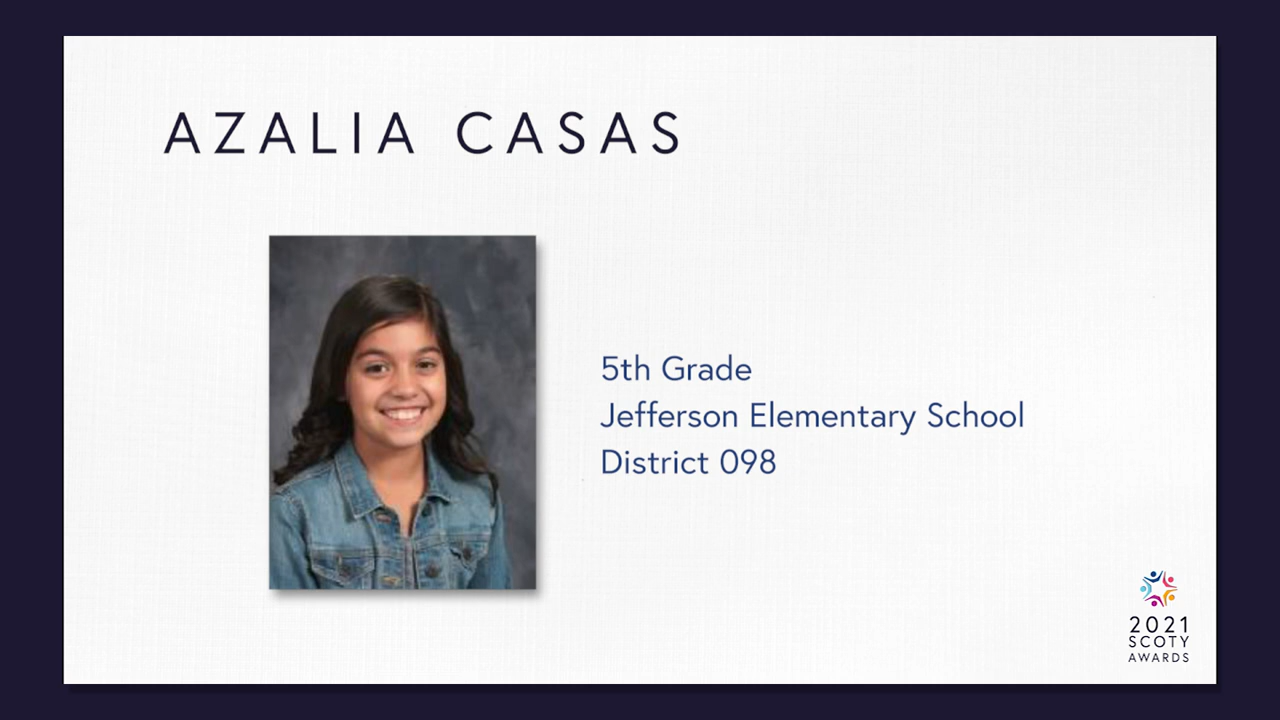 AZALIA CASAS
5th Grade
Jefferson Elementary School
District 098
2021
SCOTY
AWARDS